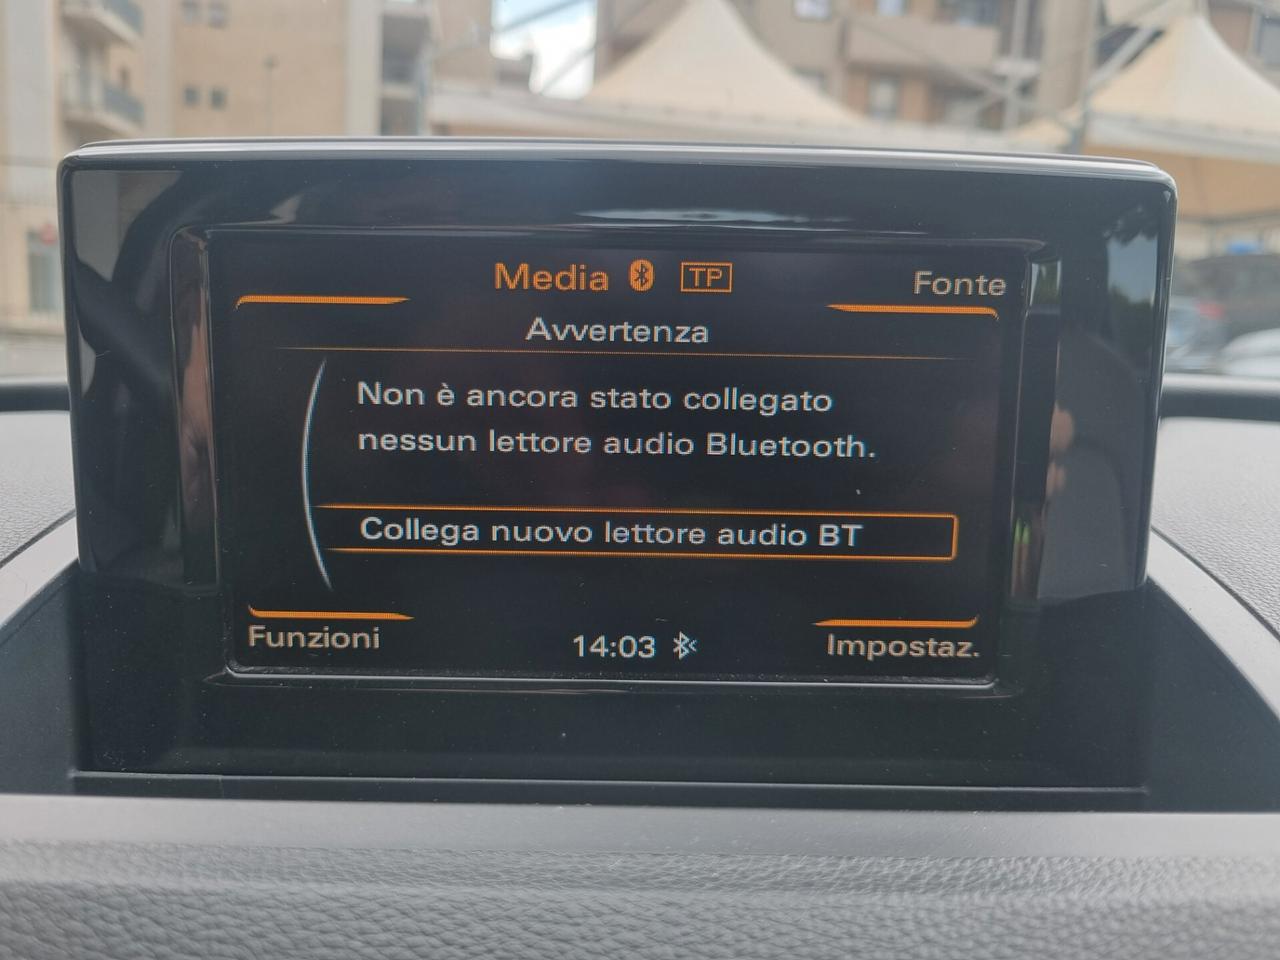 Media TP Fonte
Avvertenza
Non è ancora stato collegato
nessun lettore audio Bluetooth.
Collega nuovo lettore audio BT
Funzioni 14:03 Impostaz.